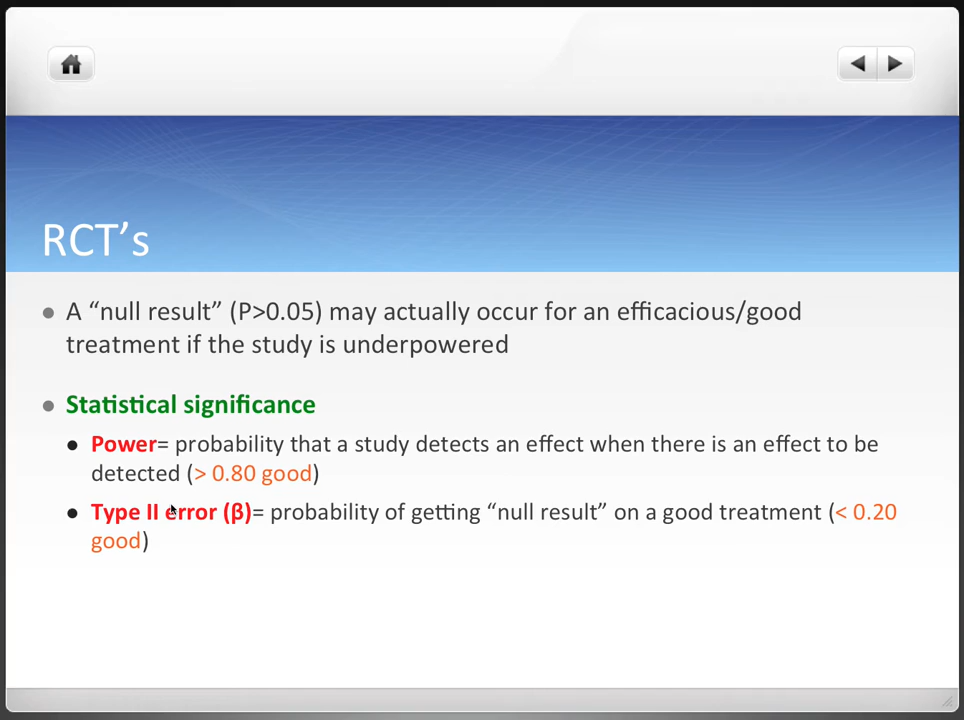 RCT’s
A “null result” (P>0.05) may actually occur for an efficacious/good
treatment if the study is underpowered
Statistical significance
Power= probability that a study detects an effect when there is an effect to be
detected (> 0.80 good)
Type II error (β)= probability of getting “null result” on a good treatment (< 0.20
good)